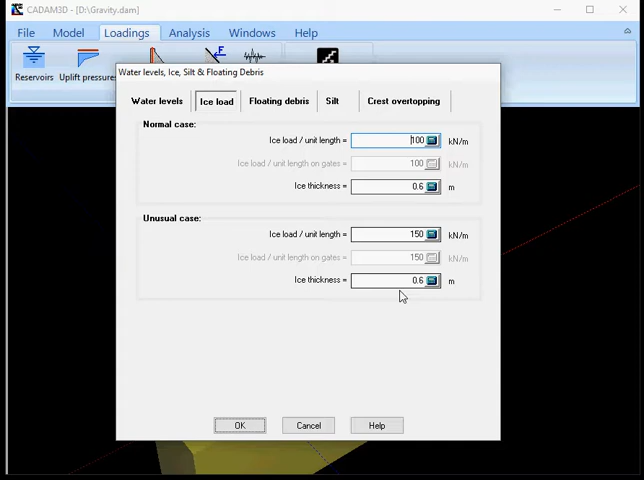 CADAM3D - [D:\Gravity.dam]
File Model Loadings Analysis Windows Help
Reservoirs Uplift pressures
Water levels, Ice, Silt & Floating Debris
Water levels Ice load Floating debris Silt Crest overtopping
Normal case:
Ice load / unit length = 100 kN/m
Ice load / unit length on gates = 100 kN/m
Ice thickness = 0.6 m
Unusual case:
Ice load / unit length = 150 kN/m
Ice load / unit length on gates = 150 kN/m
Ice thickness = 0.6 m
OK Cancel Help